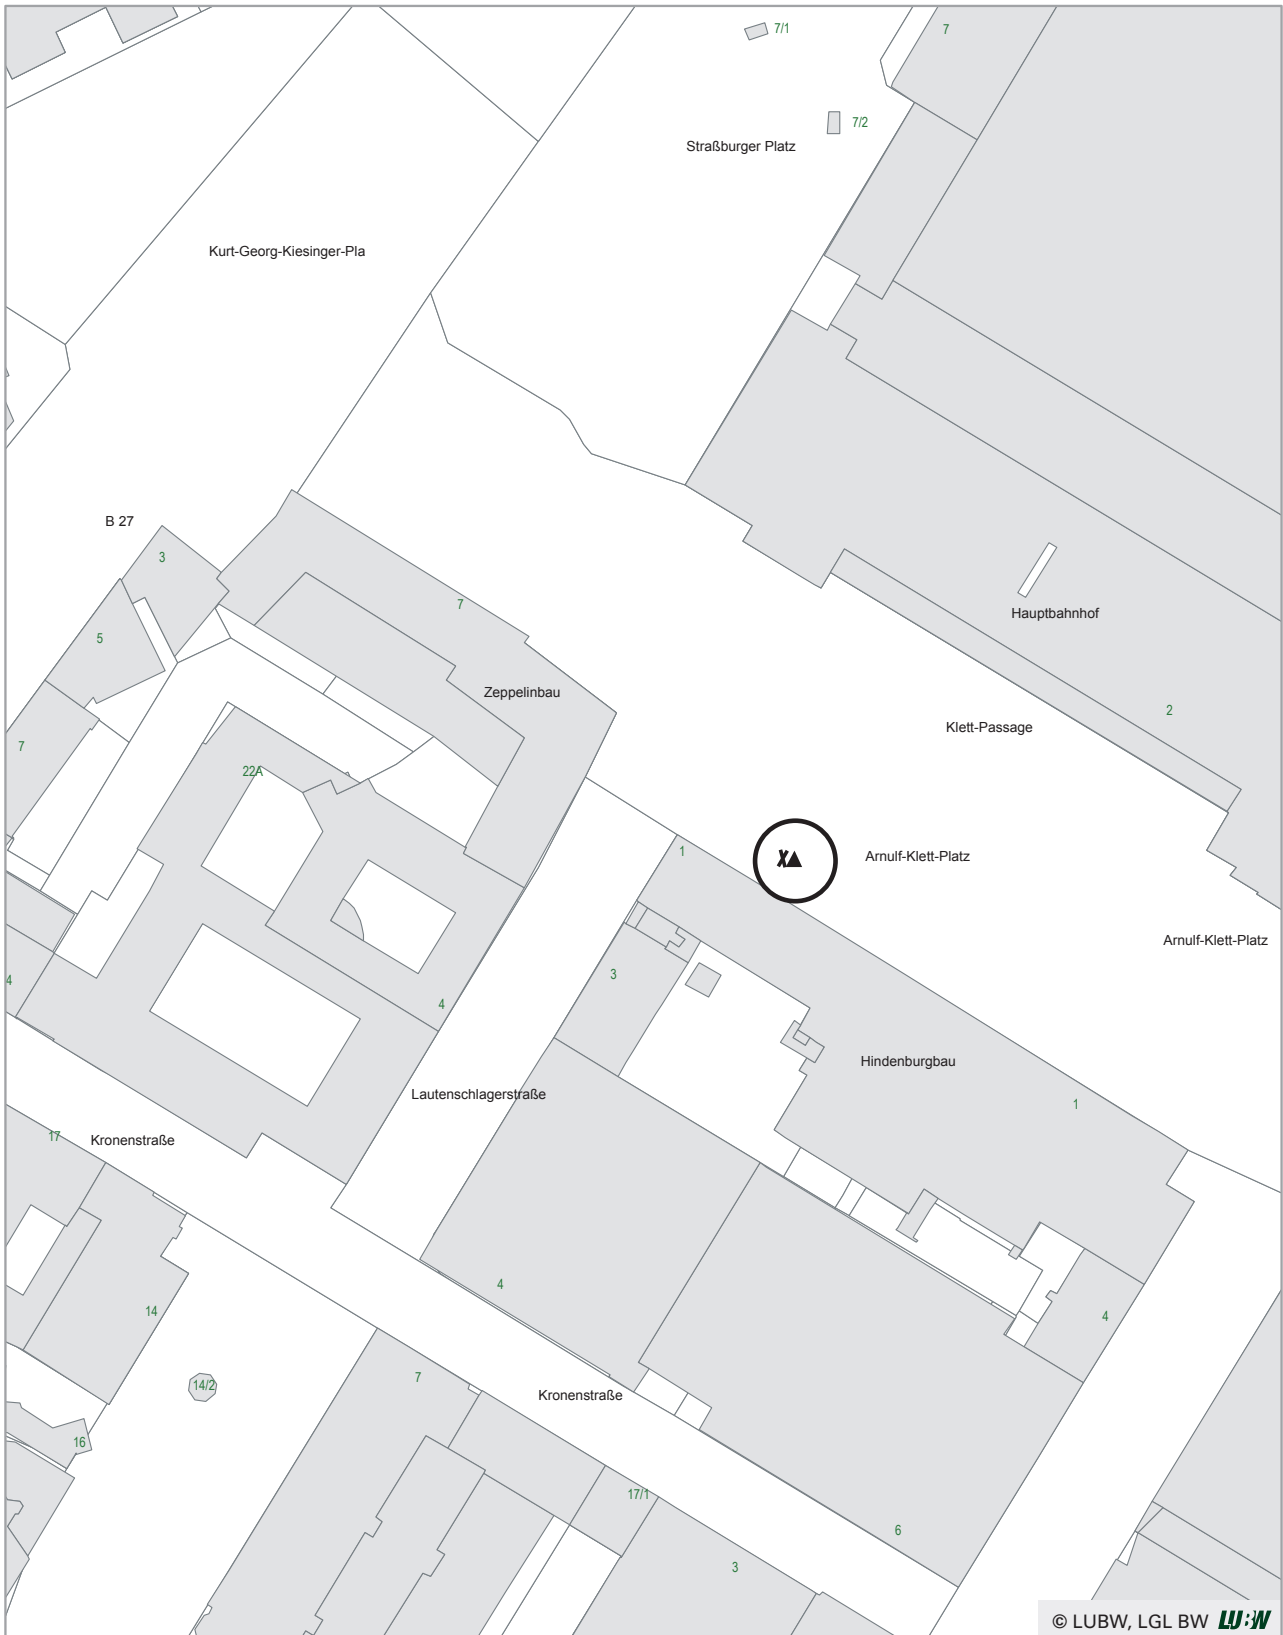 7/1
7
7/2
Straßburger Platz
Kurt-Georg-Kiesinger-Pla
B 27
3
7
Hauptbahnhof
5
Zeppelinbau
2
Klett-Passage
7
22A
1
Arnulf-Klett-Platz
Arnulf-Klett-Platz
3
4
4
Hindenburgbau
Lautenschlagerstraße
1
17
Kronenstraße
4
14
4
7
14/2
Kronenstraße
16
17/1
6
3
© LUBW, LGL BW LUBW